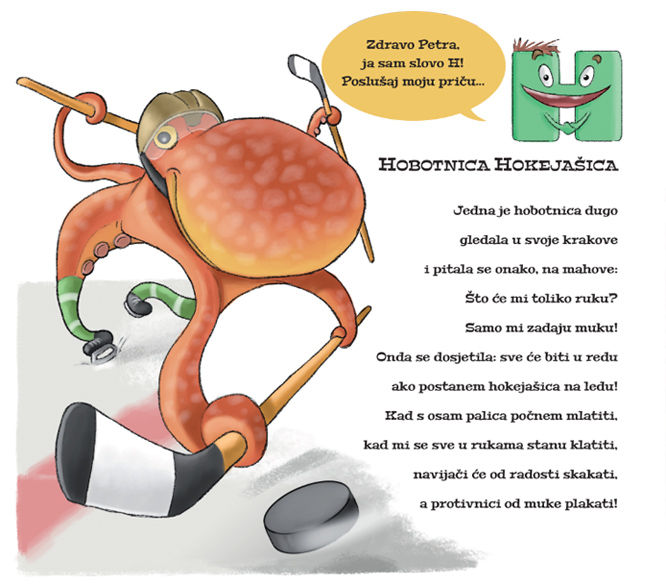 Zdravo Petra,
ja sam slovo H!
Poslušaj moju priču...
Hobotnica Hokejašica
Jedna je hobotnica dugo
gledala u svoje krakove
i pitala se onako, na mahove:
Što će mi toliko ruku?
Samo mi zadaju muku!
Onda se dosjetila: sve će biti u redu
ako postanem hokejašica na ledu!
Kad s osam palica počnem mlatiti,
kad mi se sve u rukama stanu klatiti,
navijači će od radosti skakati,
a protivnici od muke plakati!